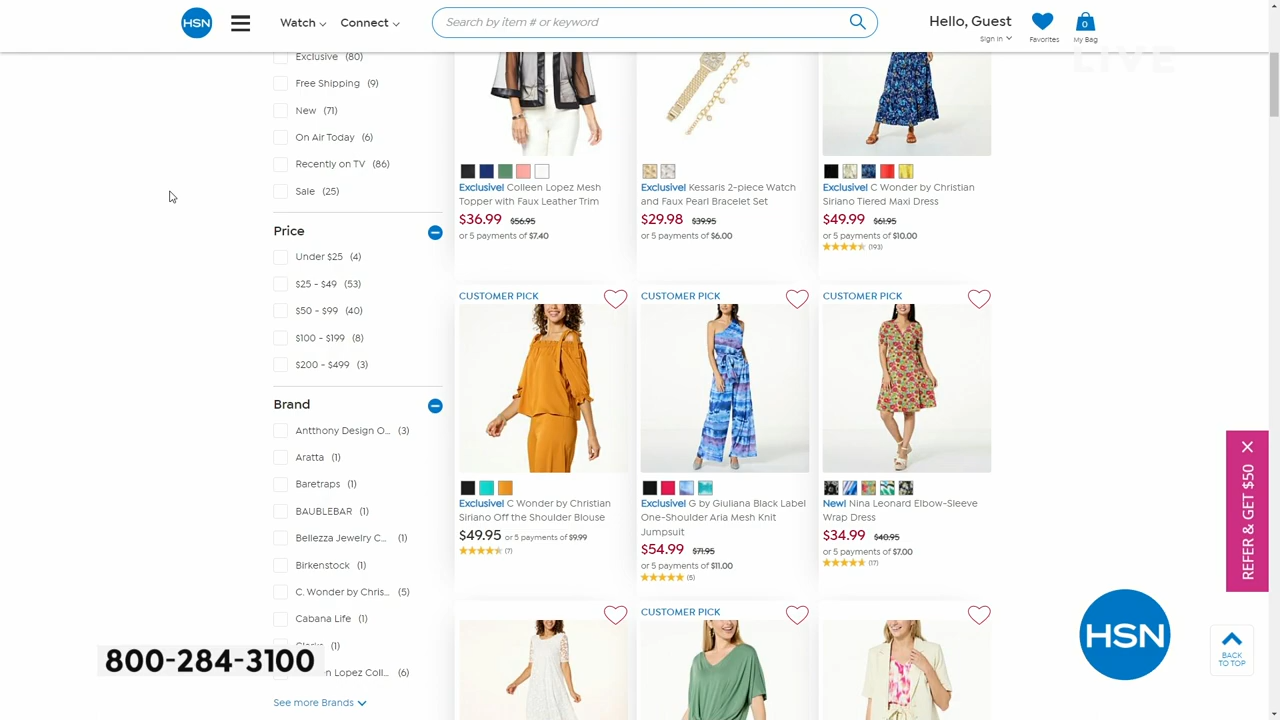 HSN
Watch
Connect
Search by item # or keyword
Hello, Guest
Sign In
Favorites
0
My Bag
LIVE
Exclusive (80)
Free Shipping (9)
New (71)
On Air Today (6)
Recently on TV (86)
Sale (25)
Price
Under $25 (4)
$25 - $49 (53)
$50 - $99 (40)
$100 - $199 (8)
$200 - $499 (3)
Brand
Antthony Design O... (3)
Aratta (1)
Baretraps (1)
BAUBLEBAR (1)
Bellezza Jewelry C... (1)
Birkenstock (1)
C. Wonder by Chris... (5)
Cabana Life (1)
(1)
en Lopez Coll... (6)
See more Brands
800-284-3100
Exclusive! Colleen Lopez Mesh
Topper with Faux Leather Trim
$36.99 $56.95
or 5 payments of $7.40
Exclusive! Kessaris 2-piece Watch
and Faux Pearl Bracelet Set
$29.98 $39.95
or 5 payments of $6.00
Exclusive! C Wonder by Christian
Siriano Tiered Maxi Dress
$49.99 $61.95
or 5 payments of $10.00
(193)
CUSTOMER PICK
Exclusive! C Wonder by Christian
Siriano Off the Shoulder Blouse
$49.95 or 5 payments of $9.99
(7)
CUSTOMER PICK
Exclusive! G by Giuliana Black Label
One-Shoulder Aria Mesh Knit
Jumpsuit
$54.99 $71.95
or 5 payments of $11.00
(5)
CUSTOMER PICK
New! Nina Leonard Elbow-Sleeve
Wrap Dress
$34.99 $40.95
or 5 payments of $7.00
(17)
CUSTOMER PICK
REFER & GET $50
HSN
BACK
TO TOP